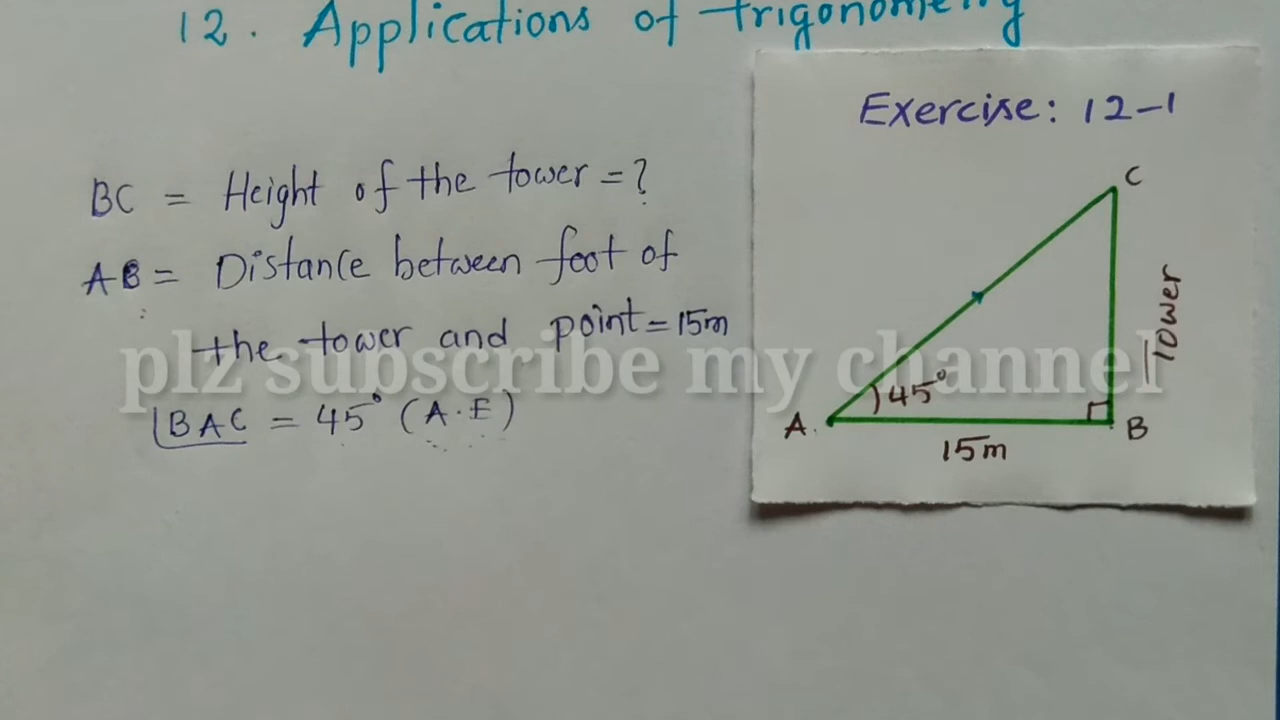 12. Applications of trigonometry
Exercise: 12-1
BC = Height of the tower = ?
AB = Distance between foot of
the tower and point = 15m
plz subscribe my channel
∠BAC = 45° (A.E)
C
Tower
45°
A.
B
15m